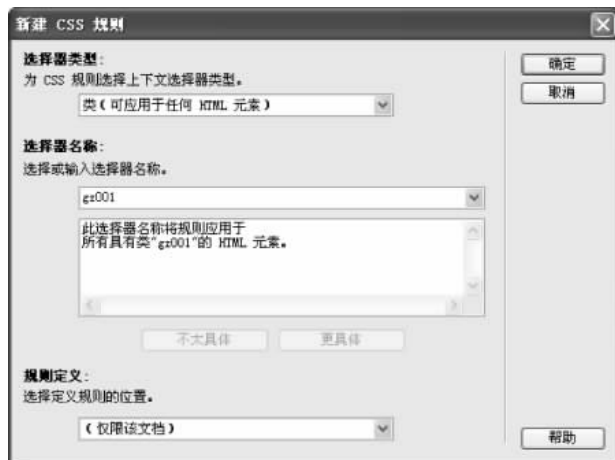 新建 CSS 规则
选择器类型：
为 CSS 规则选择上下文选择器类型。
类（可应用于任何 HTML 元素）
选择器名称：
选择或输入选择器名称。
gz001
此选择器名称将规则应用于
所有具有类"gz001"的 HTML 元素。
不太具体
更具体
规则定义：
选择定义规则的位置。
（仅限该文档）
确定
取消
帮助